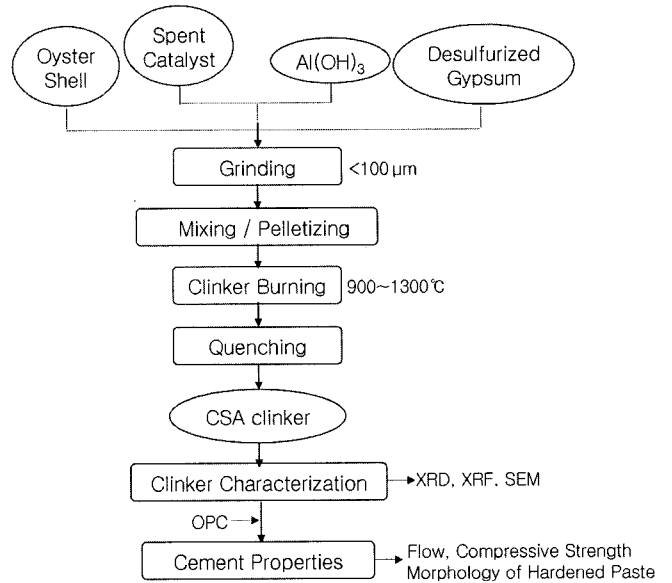 Oyster
Shell
Spent
Catalyst
Al(OH)₃
Desulfurized
Gypsum
Grinding
<100 μm
Mixing / Pelletizing
Clinker Burning
900~1300℃
Quenching
CSA clinker
Clinker Characterization
XRD, XRF. SEM
OPC
Cement Properties
Flow, Compressive Strength
Morphology of Hardened Paste